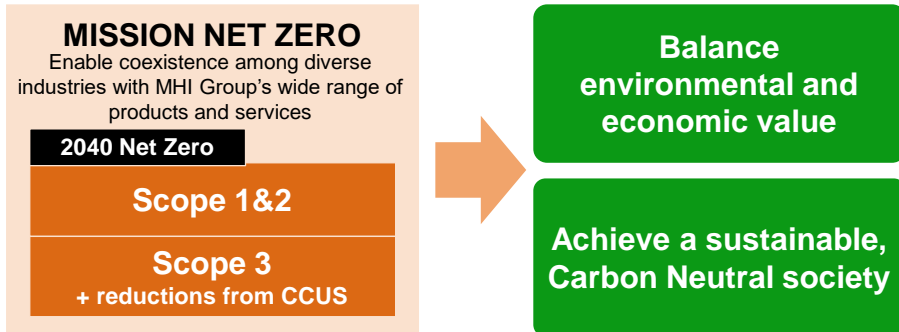 MISSION NET ZERO
Enable coexistence among diverse
industries with MHI Group's wide range of
products and services
2040 Net Zero
Scope 1&2
Scope 3
+ reductions from CCUS
Balance
environmental and
economic value
Achieve a sustainable,
Carbon Neutral society